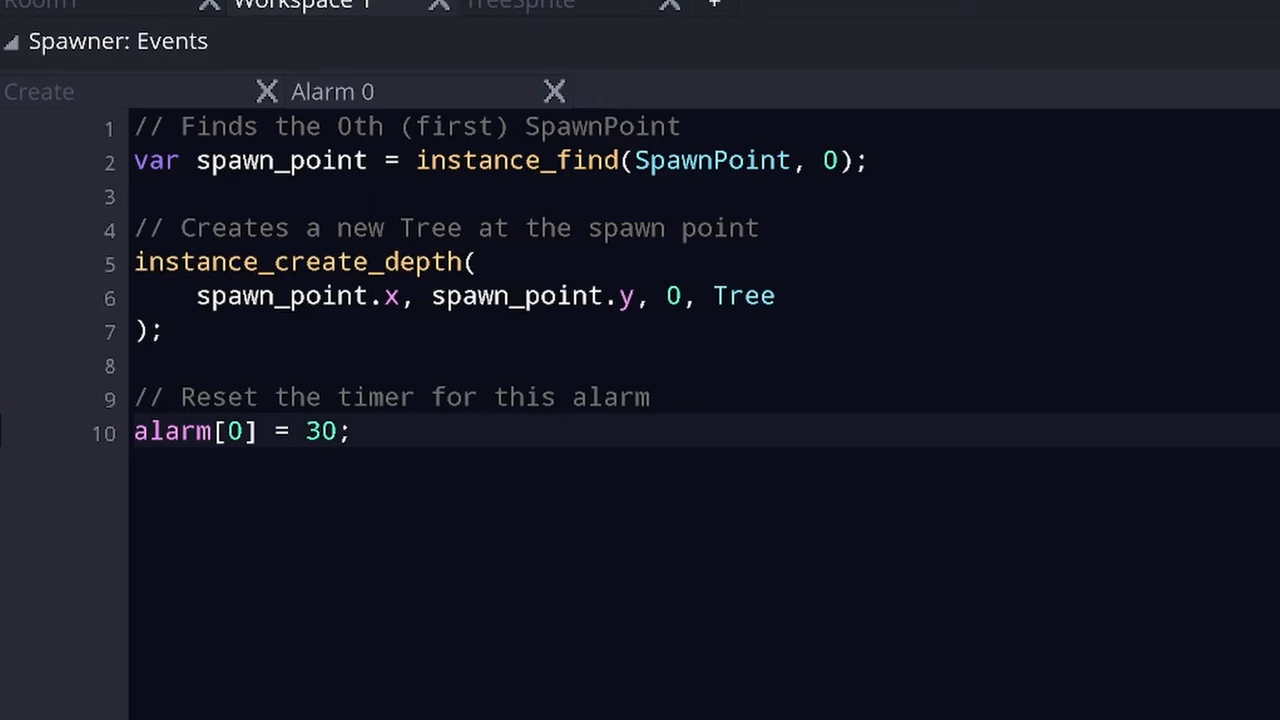 Room1 Workspace 1 TreeSprite +
Spawner: Events
Create Alarm 0
1 // Finds the 0th (first) SpawnPoint
2 var spawn_point = instance_find(SpawnPoint, 0);
3
4 // Creates a new Tree at the spawn point
5 instance_create_depth(
6 spawn_point.x, spawn_point.y, 0, Tree
7 );
8
9 // Reset the timer for this alarm
10 alarm[0] = 30;